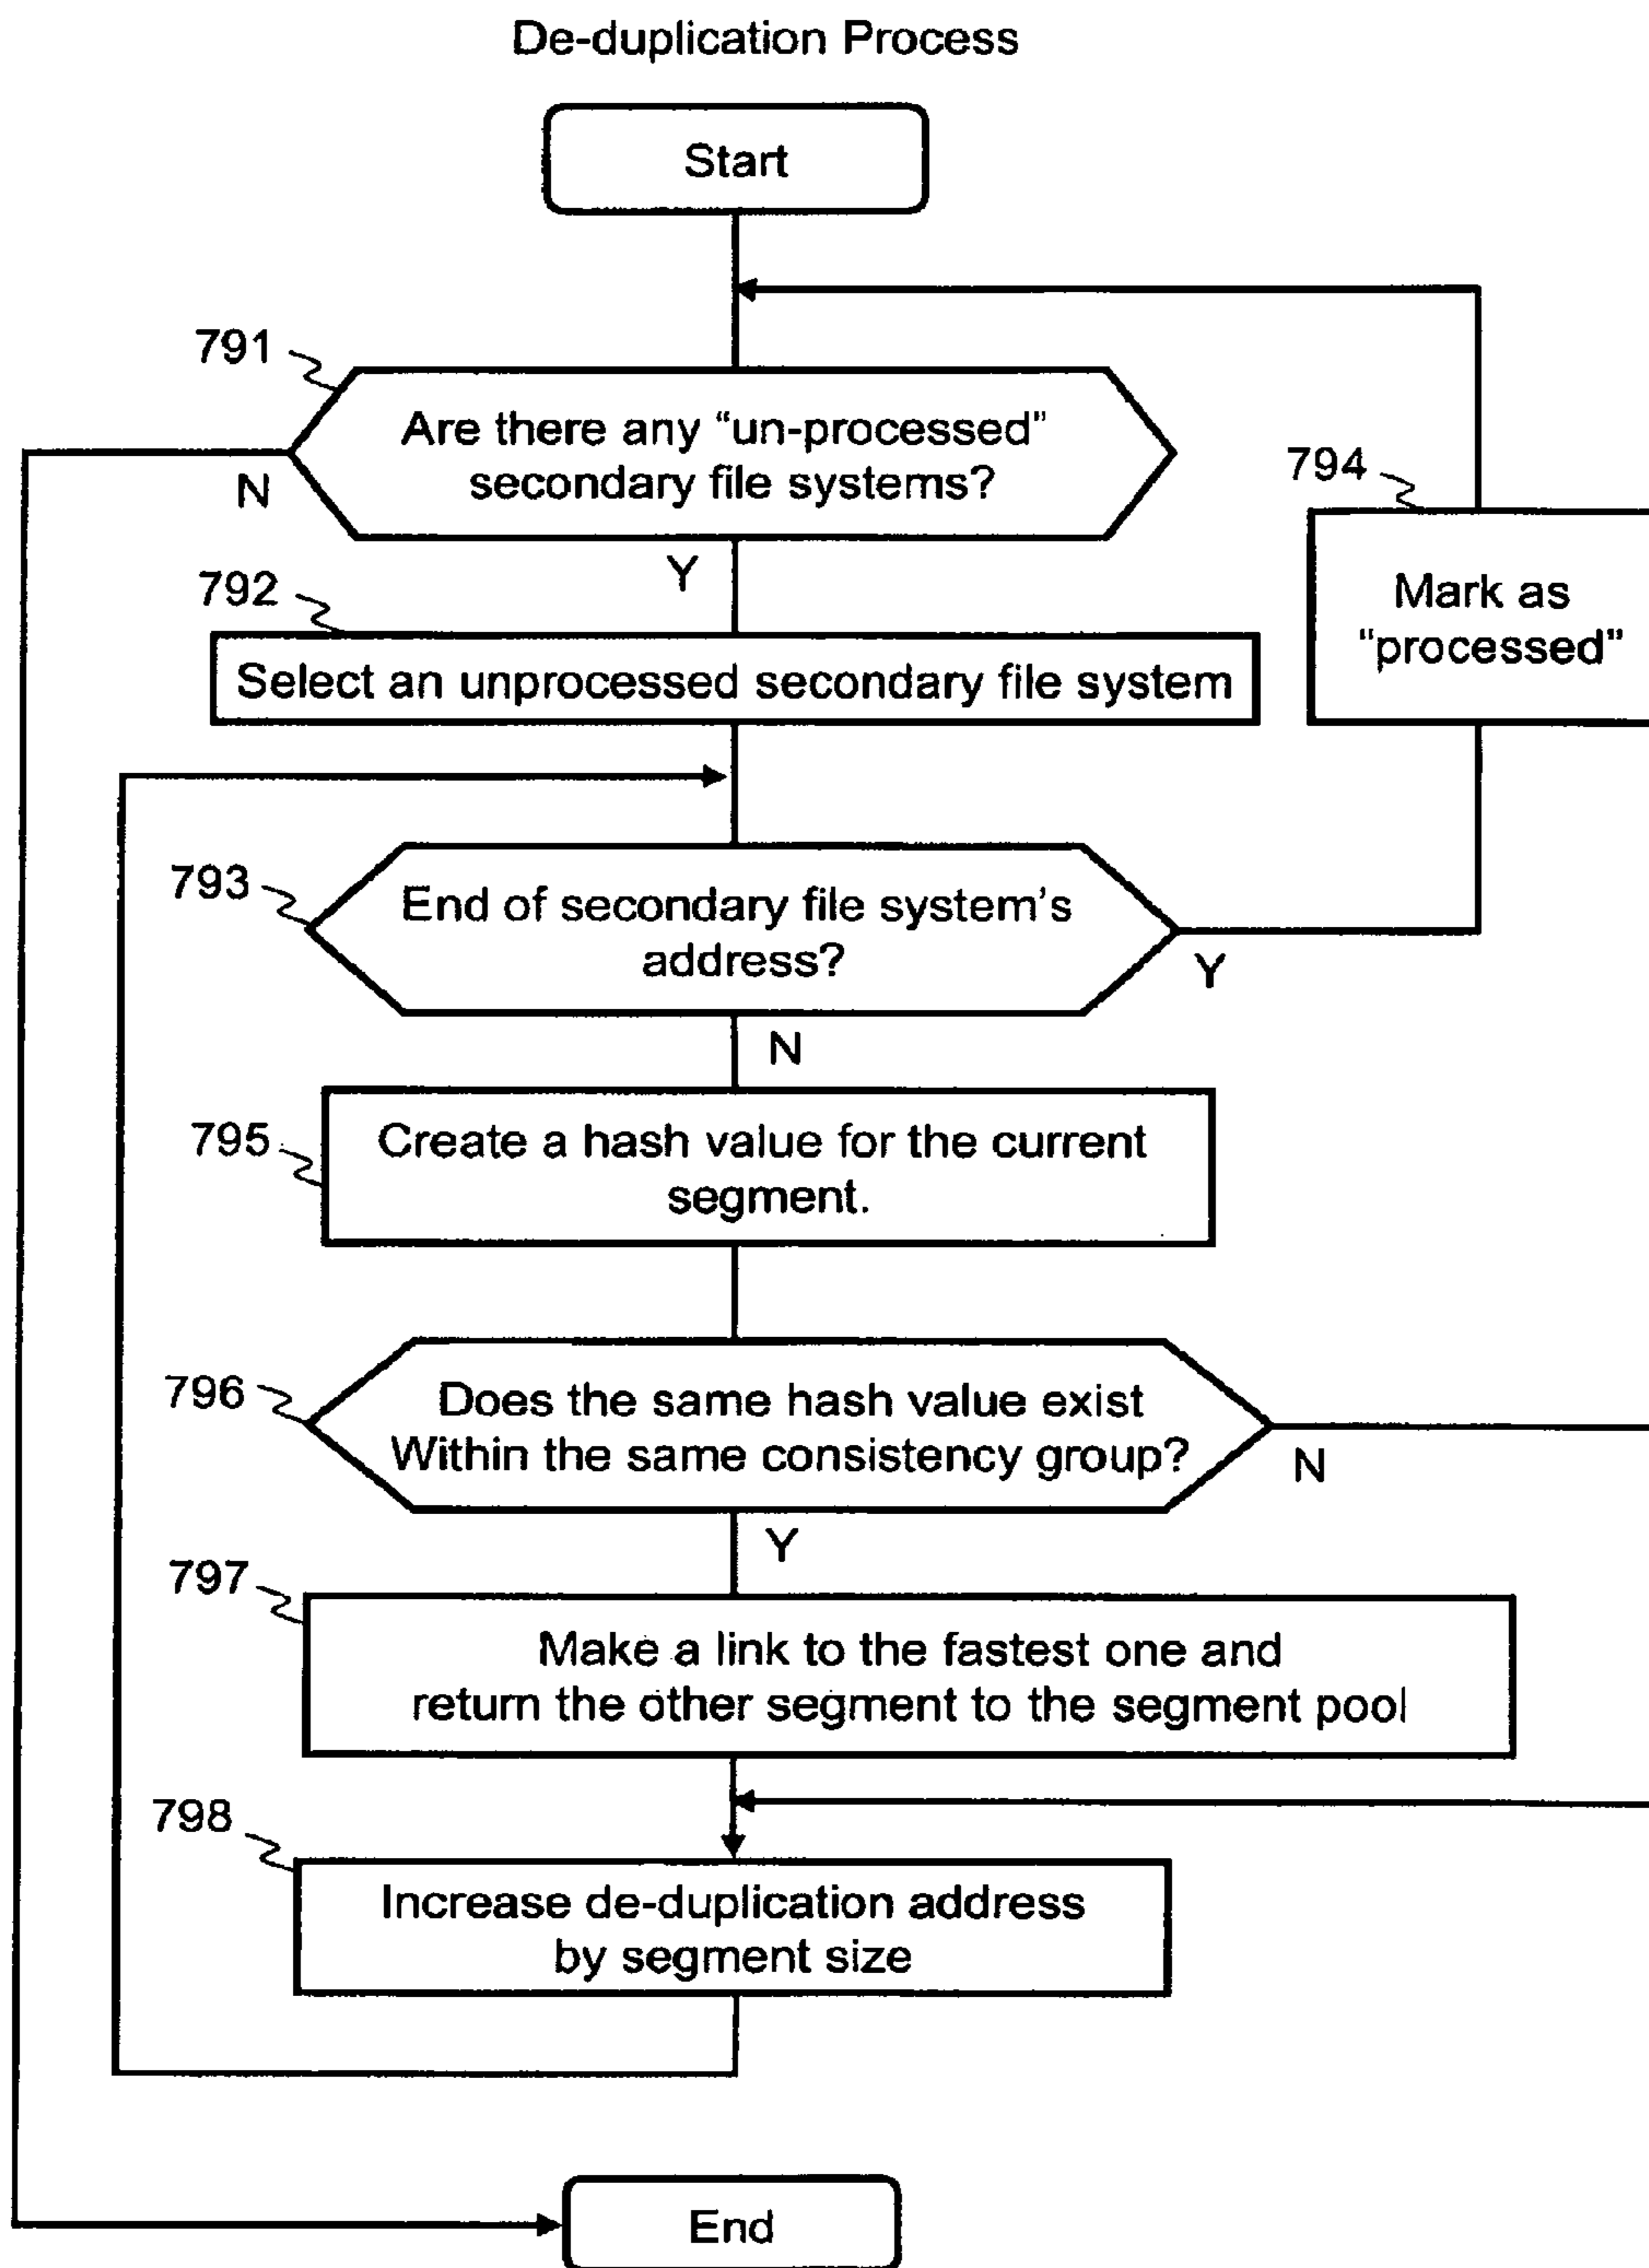 De-duplication Process
Start
791
Are there any “un-processed”
secondary file systems?
N
Y
794
Mark as
“processed”
792
Select an unprocessed secondary file system
793
End of secondary file system’s
address?
Y
N
795
Create a hash value for the current
segment.
796
Does the same hash value exist
Within the same consistency group?
N
Y
797
Make a link to the fastest one and
return the other segment to the segment pool
798
Increase de-duplication address
by segment size
End